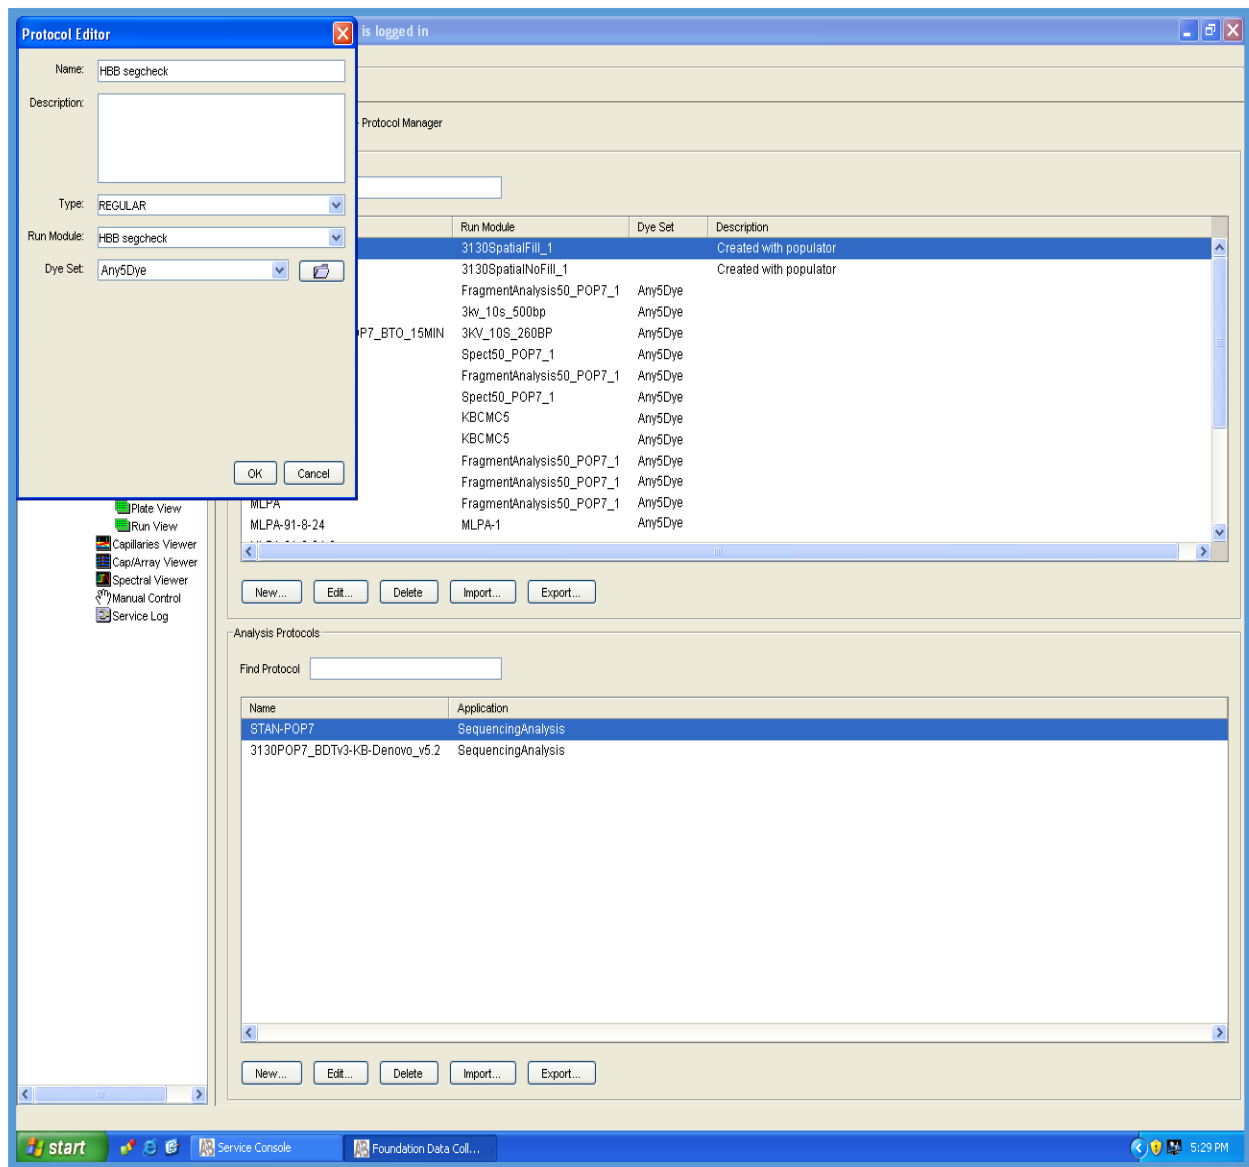 Protocol Editor
is logged in
Name: HBB segcheck
Description:
Type: REGULAR
Run Module: HBB segcheck
Dye Set: Any5Dye
OK Cancel
Protocol Manager
Run Module Dye Set Description
3130SpatialFill_1 Created with populator
3130SpatialNoFill_1 Created with populator
FragmentAnalysis50_POP7_1 Any5Dye
3kv_10s_500bp Any5Dye
OP7_BTO_15MIN 3KV_10S_260BP Any5Dye
Spect50_POP7_1 Any5Dye
FragmentAnalysis50_POP7_1 Any5Dye
Spect50_POP7_1 Any5Dye
KBCMC5 Any5Dye
KBCMC5 Any5Dye
FragmentAnalysis50_POP7_1 Any5Dye
FragmentAnalysis50_POP7_1 Any5Dye
MLPA FragmentAnalysis50_POP7_1 Any5Dye
MLPA-91-8-24 MLPA-1 Any5Dye
New... Edit... Delete Import... Export...
Plate View
Run View
Capillaries Viewer
Cap/Array Viewer
Spectral Viewer
Manual Control
Service Log
Analysis Protocols
Find Protocol
Name Application
STAN-POP7 SequencingAnalysis
3130POP7_BDTv3-KB-Denovo_v5.2 SequencingAnalysis
New... Edit... Delete Import... Export...
start Service Console Foundation Data Coll... 5:29 PM